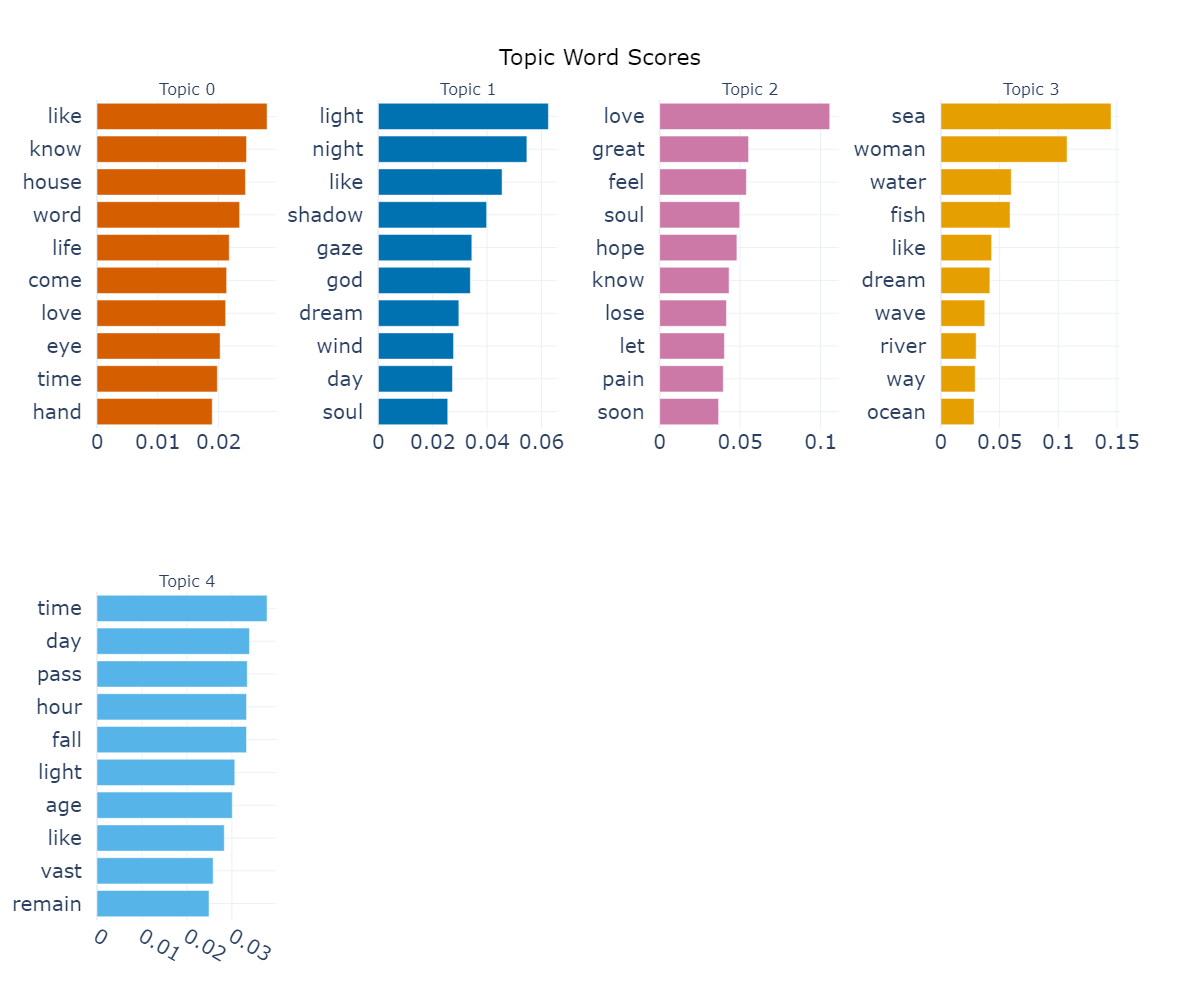 Topic Word Scores
Topic 0
like
know
house
word
life
come
love
eye
time
hand
0 0.01 0.02
Topic 1
light
night
like
shadow
gaze
god
dream
wind
day
soul
0 0.02 0.04 0.06
Topic 2
love
great
feel
soul
hope
know
lose
let
pain
soon
0 0.05 0.1
Topic 3
sea
woman
water
fish
like
dream
wave
river
way
ocean
0 0.05 0.1 0.15
Topic 4
time
day
pass
hour
fall
light
age
like
vast
remain
0 0.01 0.02 0.03